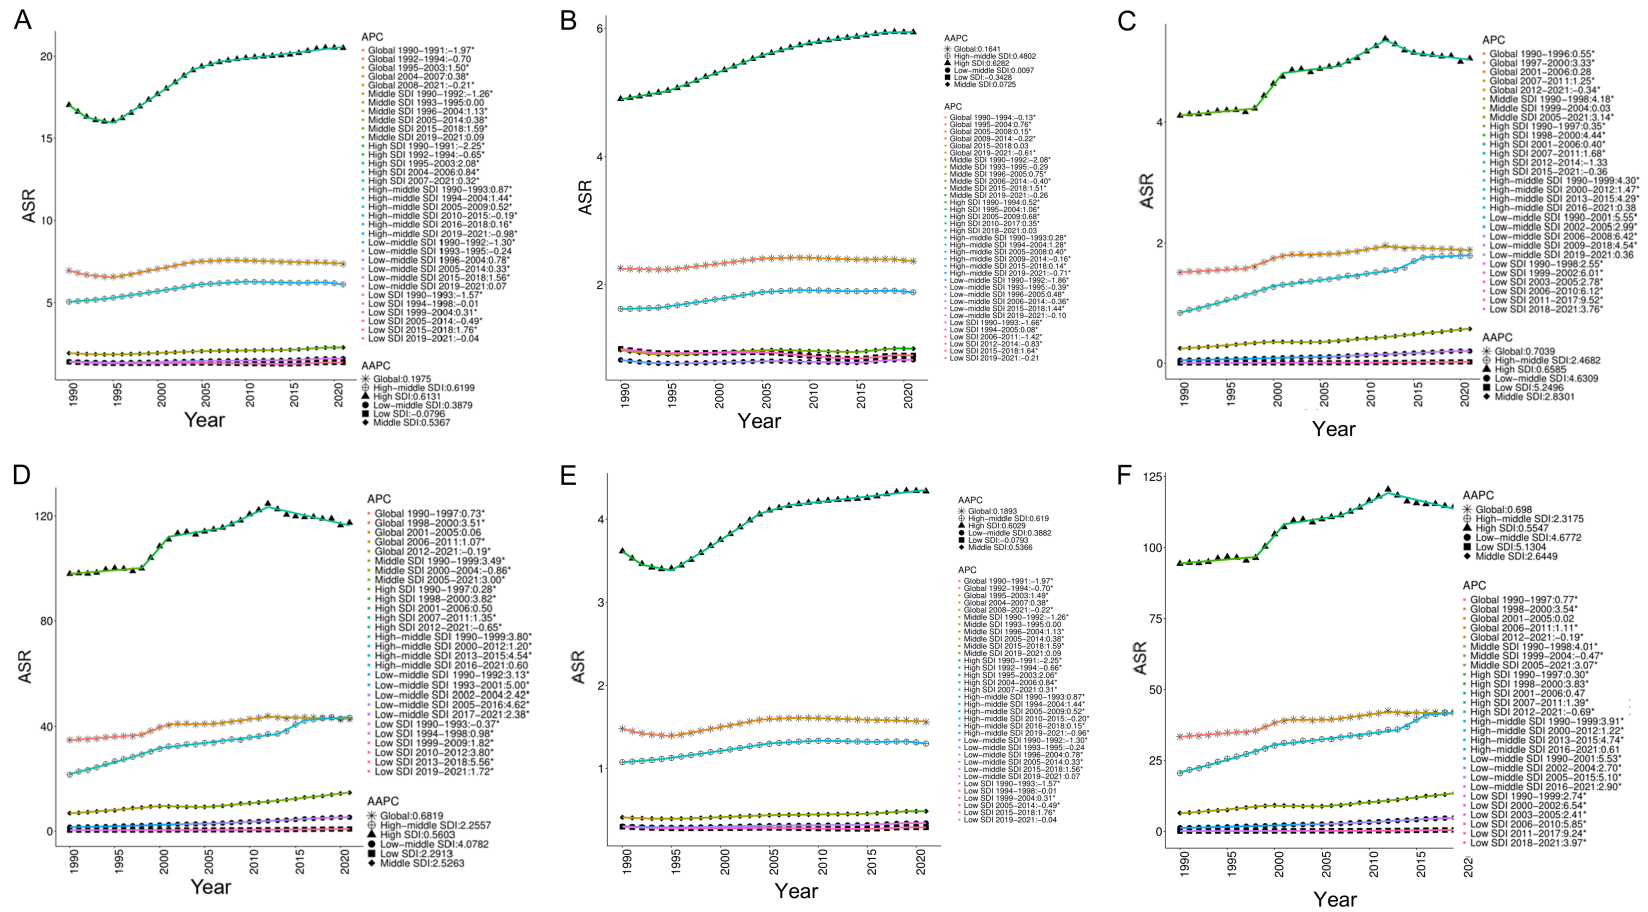 A
20
15
10
5
ASR
1990
1995
2000
2005
2010
2015
2020
Year
APC
Global 1990−1991:−1.97*
Global 1992−1994:−0.70
Global 1995−2003:1.50*
Global 2004−2007:0.38*
Global 2008−2021:−0.21*
Middle SDI 1990−1992:−1.26*
Middle SDI 1993−1995:0.00
Middle SDI 1996−2004:1.13*
Middle SDI 2005−2014:0.38*
Middle SDI 2015−2018:1.59*
Middle SDI 2019−2021:0.09
High SDI 1990−1991:−2.25*
High SDI 1992−1994:−0.65*
High SDI 1995−2003:2.08*
High SDI 2004−2006:0.84*
High SDI 2007−2021:0.32*
High−middle SDI 1990−1993:0.87*
High−middle SDI 1994−2004:1.44*
High−middle SDI 2005−2009:0.52*
High−middle SDI 2010−2015:−0.19*
High−middle SDI 2016−2018:0.16*
High−middle SDI 2019−2021:−0.98*
Low−middle SDI 1990−1992:−1.30*
Low−middle SDI 1993−1995:−0.24
Low−middle SDI 1996−2004:0.78*
Low−middle SDI 2005−2014:0.33*
Low−middle SDI 2015−2018:1.56*
Low−middle SDI 2019−2021:0.07
Low SDI 1990−1993:−1.57*
Low SDI 1994−1998:−0.01
Low SDI 1999−2004:0.31*
Low SDI 2005−2014:−0.49*
Low SDI 2015−2018:1.76*
Low SDI 2019−2021:−0.04
AAPC
Global:0.1975
High−middle SDI:0.6199
High SDI:0.6131
Low−middle SDI:0.3879
Low SDI:−0.0796
Middle SDI:0.5367
B
6
4
2
ASR
1990
1995
2000
2005
2010
2015
2020
Year
AAPC
Global:0.1641
High−middle SDI:0.4802
High SDI:0.6282
Low−middle SDI:0.0097
Low SDI:−0.3428
Middle SDI:0.0725
APC
Global 1990−1994:−0.13*
Global 1995−2004:0.76*
Global 2005−2008:0.15*
Global 2009−2014:−0.22*
Global 2015−2018:0.03
Global 2019−2021:−0.61*
Middle SDI 1990−1992:−2.08*
Middle SDI 1993−1995:−0.29
Middle SDI 1996−2005:0.75*
Middle SDI 2006−2014:−0.40*
Middle SDI 2015−2018:1.51*
Middle SDI 2019−2021:−0.26
High SDI 1990−1994:0.52*
High SDI 1995−2004:1.06*
High SDI 2005−2009:0.68*
High SDI 2010−2017:0.35*
High SDI 2018−2021:0.03
High−middle SDI 1990−1993:0.28*
High−middle SDI 1994−2004:1.28*
High−middle SDI 2005−2008:0.40*
High−middle SDI 2009−2014:−0.16*
High−middle SDI 2015−2018:0.14*
High−middle SDI 2019−2021:−0.71*
Low−middle SDI 1990−1992:−1.86*
Low−middle SDI 1993−1995:−0.39*
Low−middle SDI 1996−2005:0.48*
Low−middle SDI 2006−2014:−0.36*
Low−middle SDI 2015−2018:1.44*
Low−middle SDI 2019−2021:−0.10
Low SDI 1990−1993:−1.66*
Low SDI 1994−2005:0.08*
Low SDI 2006−2011:−1.42*
Low SDI 2012−2014:−0.83*
Low SDI 2015−2018:1.64*
Low SDI 2019−2021:−0.21
C
4
2
0
ASR
1990
1995
2000
2005
2010
2015
2020
Year
APC
Global 1990−1996:0.55*
Global 1997−2000:3.33*
Global 2001−2006:0.28
Global 2007−2011:1.25*
Global 2012−2021:−0.34*
Middle SDI 1990−1998:4.18*
Middle SDI 1999−2004:0.03
Middle SDI 2005−2021:3.14*
High SDI 1990−1997:0.35*
High SDI 1998−2000:4.44*
High SDI 2001−2006:0.40*
High SDI 2007−2011:1.68*
High SDI 2012−2014:−1.33
High SDI 2015−2021:−0.36
High−middle SDI 1990−1999:4.30*
High−middle SDI 2000−2012:1.47*
High−middle SDI 2013−2015:4.29*
High−middle SDI 2016−2021:0.38
Low−middle SDI 1990−2001:5.55*
Low−middle SDI 2002−2005:2.99*
Low−middle SDI 2006−2008:6.42*
Low−middle SDI 2009−2018:4.54*
Low−middle SDI 2019−2021:0.36
Low SDI 1990−1998:2.55*
Low SDI 1999−2002:6.01*
Low SDI 2003−2005:2.78*
Low SDI 2006−2010:6.12*
Low SDI 2011−2017:9.52*
Low SDI 2018−2021:3.76*
AAPC
Global:0.7039
High−middle SDI:2.4682
High SDI:0.6585
Low−middle SDI:4.6309
Low SDI:5.2496
Middle SDI:2.8301
D
120
80
40
0
ASR
1990
1995
2000
2005
2010
2015
2020
Year
APC
Global 1990−1997:0.73*
Global 1998−2000:3.51*
Global 2001−2005:0.06
Global 2006−2011:1.07*
Global 2012−2021:−0.19*
Middle SDI 1990−1999:3.49*
Middle SDI 2000−2004:−0.86*
Middle SDI 2005−2021:3.00*
High SDI 1990−1997:0.28*
High SDI 1998−2000:3.82*
High SDI 2001−2006:0.50
High SDI 2007−2011:1.35*
High SDI 2012−2021:−0.65*
High−middle SDI 1990−1999:3.80*
High−middle SDI 2000−2012:1.20*
High−middle SDI 2013−2015:4.54*
High−middle SDI 2016−2021:0.60
Low−middle SDI 1990−1992:3.13*
Low−middle SDI 1993−2001:5.00*
Low−middle SDI 2002−2004:2.42*
Low−middle SDI 2005−2016:4.62*
Low−middle SDI 2017−2021:2.38*
Low SDI 1990−1993:−0.37*
Low SDI 1994−1998:0.98*
Low SDI 1999−2009:1.82*
Low SDI 2010−2012:3.80*
Low SDI 2013−2018:5.56*
Low SDI 2019−2021:1.72*
AAPC
Global:0.6819
High−middle SDI:2.2557
High SDI:0.5603
Low−middle SDI:4.0782
Low SDI:2.2913
Middle SDI:2.5263
E
4
3
2
1
ASR
1990
1995
2000
2005
2010
2015
2020
Year
AAPC
Global:0.1893
High−middle SDI:0.619
High SDI:0.6029
Low−middle SDI:0.3882
Low SDI:−0.0793
Middle SDI:0.5366
APC
Global 1990−1991:−1.97*
Global 1992−1994:−0.70*
Global 1995−2003:1.49*
Global 2004−2007:0.38*
Global 2008−2021:−0.22*
Middle SDI 1990−1992:−1.26*
Middle SDI 1993−1995:0.00
Middle SDI 1996−2004:1.13*
Middle SDI 2005−2014:0.38*
Middle SDI 2015−2018:1.59*
Middle SDI 2019−2021:0.09
High SDI 1990−1991:−2.25*
High SDI 1992−1994:−0.66*
High SDI 1995−2003:2.06*
High SDI 2004−2006:0.84*
High SDI 2007−2021:0.31*
High−middle SDI 1990−1993:0.87*
High−middle SDI 1994−2004:1.44*
High−middle SDI 2005−2009:0.52*
High−middle SDI 2010−2015:−0.20*
High−middle SDI 2016−2018:0.15*
High−middle SDI 2019−2021:−0.96*
Low−middle SDI 1990−1992:−1.30*
Low−middle SDI 1993−1995:−0.24
Low−middle SDI 1996−2004:0.78*
Low−middle SDI 2005−2014:0.33*
Low−middle SDI 2015−2018:1.56*
Low−middle SDI 2019−2021:0.07
Low SDI 1990−1993:−1.57*
Low SDI 1994−1998:−0.01
Low SDI 1999−2004:0.31*
Low SDI 2005−2014:−0.49*
Low SDI 2015−2018:1.76*
Low SDI 2019−2021:−0.04
F
125
100
75
50
25
0
ASR
1990
1995
2000
2005
2010
2015
202
Year
AAPC
Global:0.698
High−middle SDI:2.3175
High SDI:0.5547
Low−middle SDI:4.6772
Low SDI:5.1304
Middle SDI:2.6449
APC
Global 1990−1997:0.77*
Global 1998−2000:3.54*
Global 2001−2005:0.02
Global 2006−2011:1.11*
Global 2012−2021:−0.19*
Middle SDI 1990−1998:4.01*
Middle SDI 1999−2004:−0.47*
Middle SDI 2005−2021:3.07*
High SDI 1990−1997:0.30*
High SDI 1998−2000:3.83*
High SDI 2001−2006:0.47
High SDI 2007−2011:1.39*
High SDI 2012−2021:−0.69*
High−middle SDI 1990−1999:3.91*
High−middle SDI 2000−2012:1.22*
High−middle SDI 2013−2015:4.74*
High−middle SDI 2016−2021:0.61
Low−middle SDI 1990−2001:5.53*
Low−middle SDI 2002−2004:2.70*
Low−middle SDI 2005−2015:5.10*
Low−middle SDI 2016−2021:2.90*
Low SDI 1990−1999:2.74*
Low SDI 2000−2002:6.54*
Low SDI 2003−2005:2.41*
Low SDI 2006−2010:5.85*
Low SDI 2011−2017:9.24*
Low SDI 2018−2021:3.97*